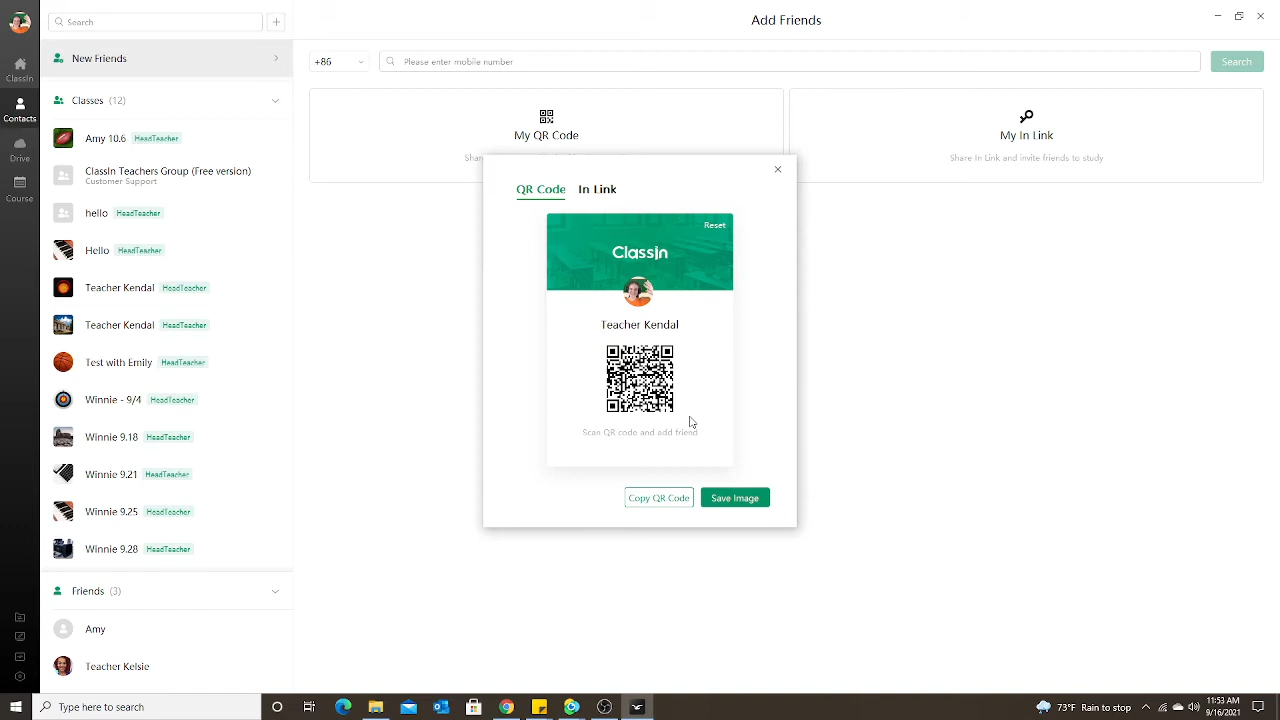 Search
+
Add Friends
ClassIn
Contacts
Drive
Course
New Friends
+86
Please enter mobile number
Search
Classes (12)
Amy 10.6 HeadTeacher
ClassIn Teachers Group (Free version)
Customer Support
hello HeadTeacher
Hello HeadTeacher
Teacher Kendal HeadTeacher
Teacher Kendal HeadTeacher
Test with Emily HeadTeacher
Winnie - 9/4 HeadTeacher
Winnie 9.18 HeadTeacher
Winnie 9.21 HeadTeacher
Winnie 9.25 HeadTeacher
Winnie 9.28 HeadTeacher
Friends (3)
Amy
Teacher Kelsie
My QR Code
My In Link
Share In Link and invite friends to study
QR Code In Link
Reset
ClassIn
Teacher Kendal
Scan QR code and add friend
Copy QR Code Save Image
Type here to search
73°F Rain to stop
11:53 AM
9/16/2021